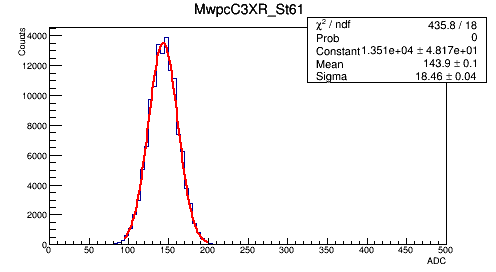 MwpcC3XR_St61
χ² / ndf 435.8 / 18
Prob 0
Constant 1.351e+04 ± 4.817e+01
Mean 143.9 ± 0.1
Sigma 18.46 ± 0.04
Counts
14000
12000
10000
8000
6000
4000
2000
0
0 50 100 150 200 250 300 350 400 450 500
ADC